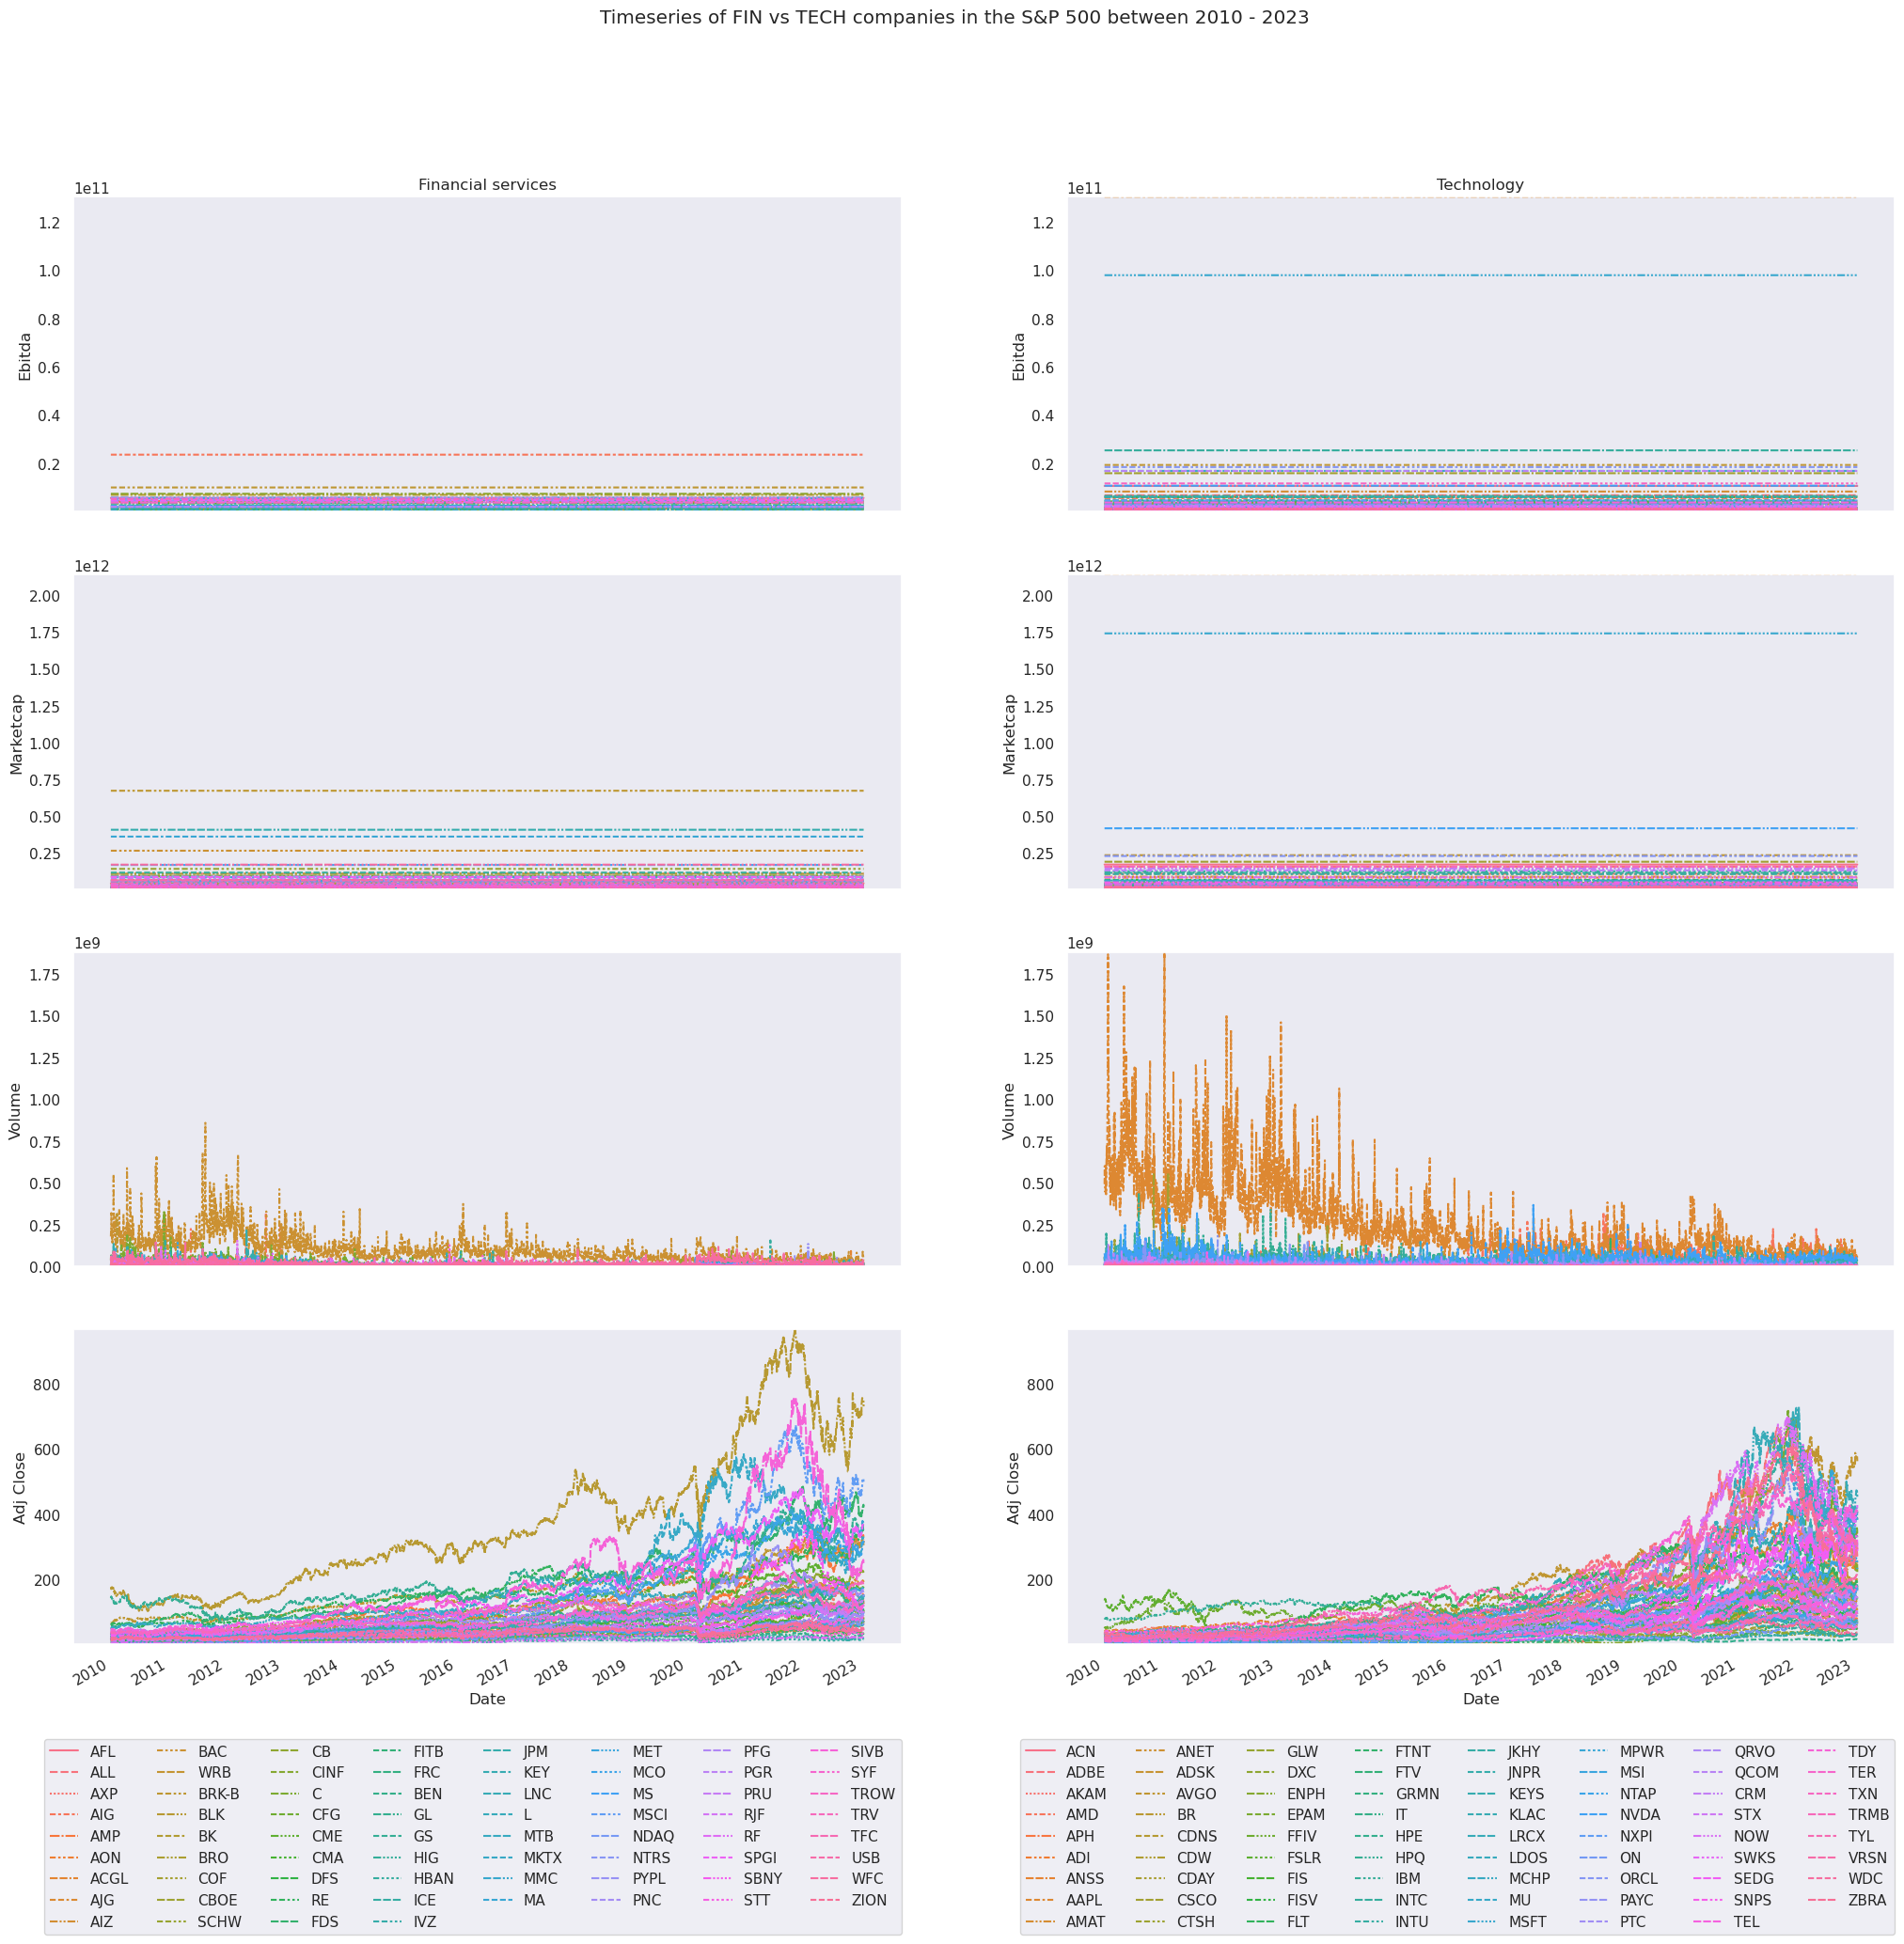 Timeseries of FIN vs TECH companies in the S&P 500 between 2010 - 2023
Financial services
1e11
1.2
1.0
0.8
0.6
0.4
0.2
Ebitda
Technology
1e11
1.2
1.0
0.8
0.6
0.4
0.2
Ebitda
1e12
2.00
1.75
1.50
1.25
1.00
0.75
0.50
0.25
Marketcap
1e12
2.00
1.75
1.50
1.25
1.00
0.75
0.50
0.25
Marketcap
1e9
1.75
1.50
1.25
1.00
0.75
0.50
0.25
0.00
Volume
1e9
1.75
1.50
1.25
1.00
0.75
0.50
0.25
0.00
Volume
800
600
400
200
Adj Close
2010 2011 2012 2013 2014 2015 2016 2017 2018 2019 2020 2021 2022 2023
Date
800
600
400
200
Adj Close
2010 2011 2012 2013 2014 2015 2016 2017 2018 2019 2020 2021 2022 2023
Date
AFL BAC CB FITB JPM MET PFG SIVB
ALL WRB CINF FRC KEY MCO PGR SYF
AXP BRK-B C BEN LNC MS PRU TROW
AIG BLK CFG GL L MSCI RJF TRV
AMP BK CME GS MTB NDAQ RF TFC
AON BRO CMA HIG MKTX NTRS SPGI USB
ACGL COF DFS HBAN MMC PYPL SBNY WFC
AJG CBOE RE ICE MA PNC STT ZION
AIZ SCHW FDS IVZ
ACN ANET GLW FTNT JKHY MPWR QRVO TDY
ADBE ADSK DXC FTV JNPR MSI QCOM TER
AKAM AVGO ENPH GRMN KEYS NTAP CRM TXN
AMD BR EPAM IT KLAC NVDA STX TRMB
APH CDNS FFIV HPE LRCX NXPI NOW TYL
ADI CDW FSLR HPQ LDOS ON SWKS VRSN
ANSS CDAY FIS IBM MCHP ORCL SEDG WDC
AAPL CSCO FISV INTC MU PAYC SNPS ZBRA
AMAT CTSH FLT INTU MSFT PTC TEL